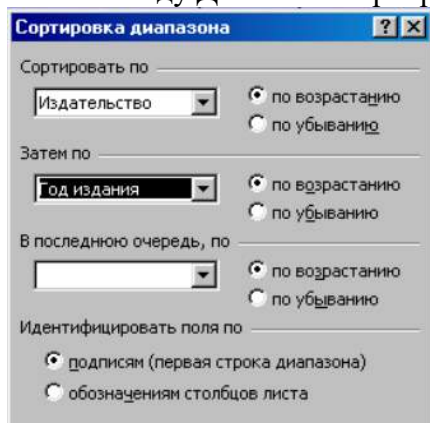 Сортировка диапазона
Сортировать по
Издательство
по возрастанию
по убыванию
Затем по
Год издания
по возрастанию
по убыванию
В последнюю очередь, по
по возрастанию
по убыванию
Идентифицировать поля по
подписям (первая строка диапазона)
обозначениям столбцов листа